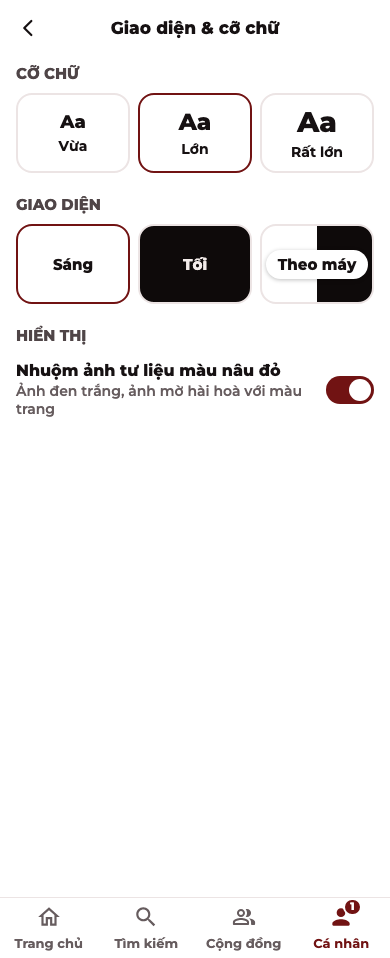 Giao diện & cỡ chữ
CỠ CHỮ
Aa
Vừa
Aa
Lớn
Aa
Rất lớn
GIAO DIỆN
Sáng
Tối
Theo máy
HIỂN THỊ
Nhuộm ảnh tư liệu màu nâu đỏ
Ảnh đen trắng, ảnh mờ hài hoà với màu
trang
1
Trang chủ
Tìm kiếm
Cộng đồng
Cá nhân